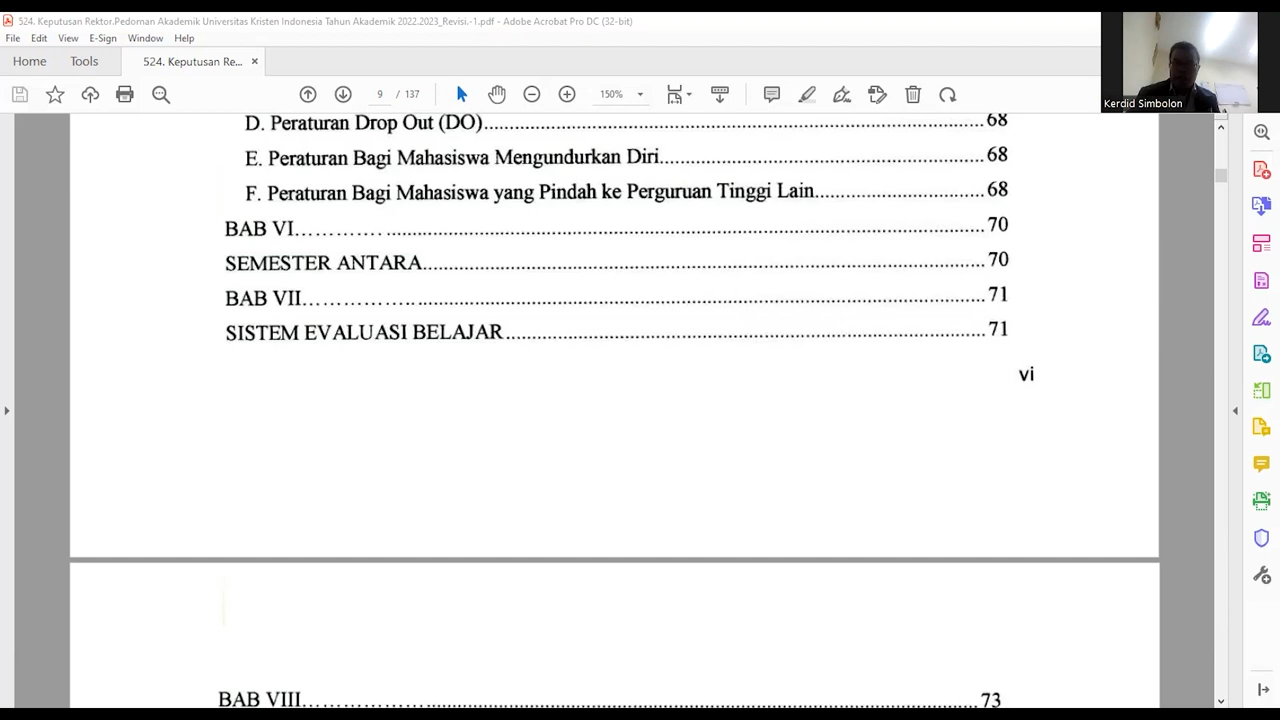 524. Keputusan Rektor.Pedoman Akademik Universitas Kristen Indonesia Tahun Akademik 2022.2023_Revisi.-1.pdf - Adobe Acrobat Pro DC (32-bit)
File Edit View E-Sign Window Help
Home Tools 524. Keputusan Re... ×
9 / 137 150%
Kerdid Simbolon
D. Peraturan Drop Out (DO)....................68
E. Peraturan Bagi Mahasiswa Mengundurkan Diri....................68
F. Peraturan Bagi Mahasiswa yang Pindah ke Perguruan Tinggi Lain....................68
BAB VI....................70
SEMESTER ANTARA....................70
BAB VII....................71
SISTEM EVALUASI BELAJAR....................71
vi
BAB VIII....................73